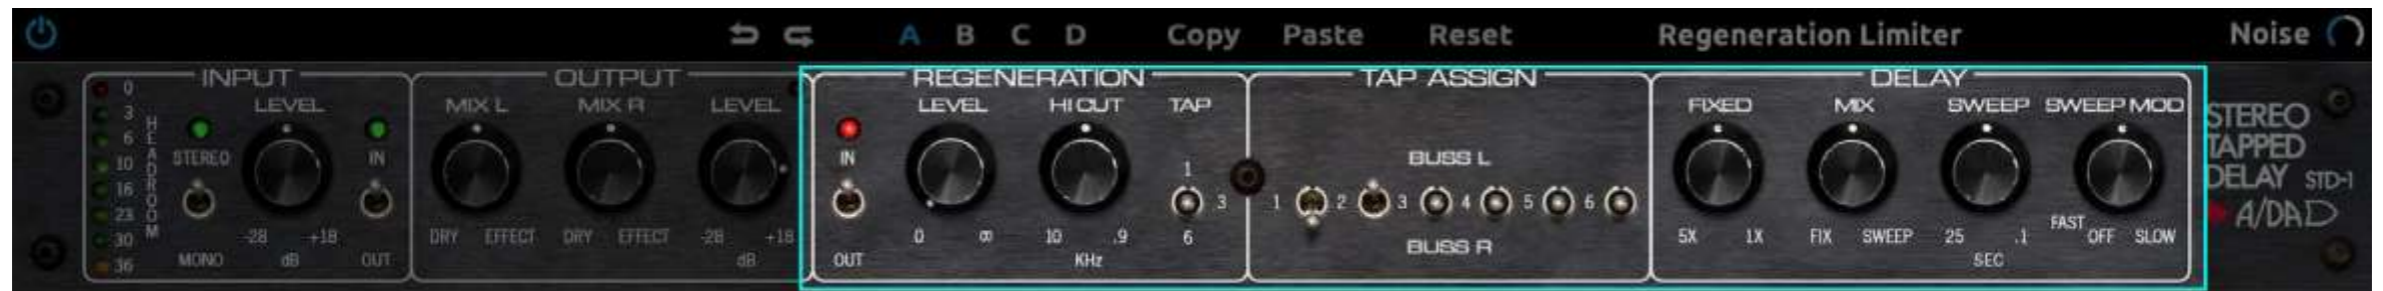 A B C D Copy Paste Reset Regeneration Limiter Noise
INPUT OUTPUT REGENERATION TAP ASSIGN DELAY
0
3
6
10
16
23
30
36
HEADROOM
LEVEL
STEREO
MONO
-28 +18
dB
IN
OUT
MIX L MIX R LEVEL
DRY EFFECT DRY EFFECT -28 +18
dB
IN
OUT
LEVEL HI CUT TAP
0 ∞ 10 .9
KHz
1
3
6
BUSS L
1 2 3 4 5 6
BUSS R
FIXED MIX SWEEP SWEEP MOD
5X 1X FIX SWEEP 25 .1 FAST OFF SLOW
SEC
STEREO
TAPPED
DELAY STD-1
A/DA